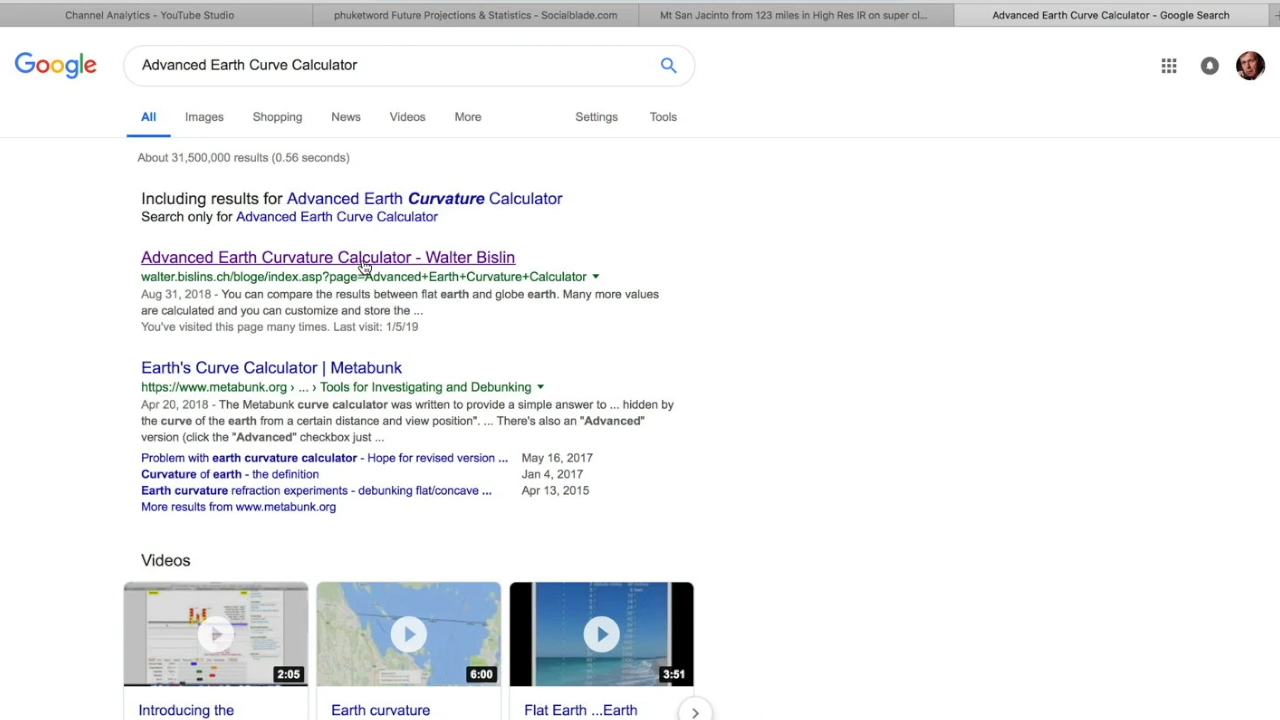 Channel Analytics - YouTube Studio
phuketword Future Projections & Statistics - Socialblade.com
Mt San Jacinto from 123 miles in High Res IR on super cl...
Advanced Earth Curve Calculator - Google Search
Google
Advanced Earth Curve Calculator
All
Images
Shopping
News
Videos
More
Settings
Tools
About 31,500,000 results (0.56 seconds)
Including results for Advanced Earth Curvature Calculator
Search only for Advanced Earth Curve Calculator
Advanced Earth Curvature Calculator - Walter Bislin
walter.bislins.ch/bloge/index.asp?page=Advanced+Earth+Curvature+Calculator
Aug 31, 2018 - You can compare the results between flat earth and globe earth. Many more values
are calculated and you can customize and store the ...
You've visited this page many times. Last visit: 1/5/19
Earth's Curve Calculator | Metabunk
https://www.metabunk.org › ... › Tools for Investigating and Debunking
Apr 20, 2018 - The Metabunk curve calculator was written to provide a simple answer to ... hidden by
the curve of the earth from a certain distance and view position". ... There's also an "Advanced"
version (click the "Advanced" checkbox just ...
Problem with earth curvature calculator - Hope for revised version ... May 16, 2017
Curvature of earth - the definition Jan 4, 2017
Earth curvature refraction experiments - debunking flat/concave ... Apr 13, 2015
More results from www.metabunk.org
Videos
2:05
6:00
3:51
Introducing the
Earth curvature
Flat Earth ...Earth